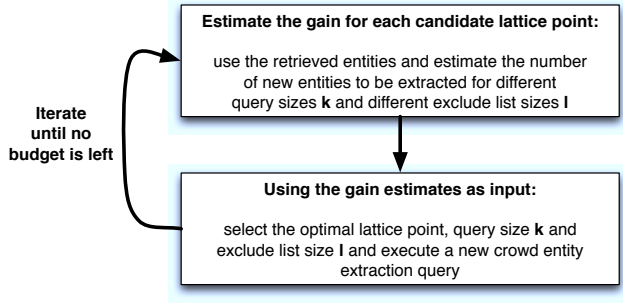 Estimate the gain for each candidate lattice point:
use the retrieved entities and estimate the number
of new entities to be extracted for different
query sizes k and different exclude list sizes l
Iterate
until no
budget is left
Using the gain estimates as input:
select the optimal lattice point, query size k and
exclude list size l and execute a new crowd entity
extraction query